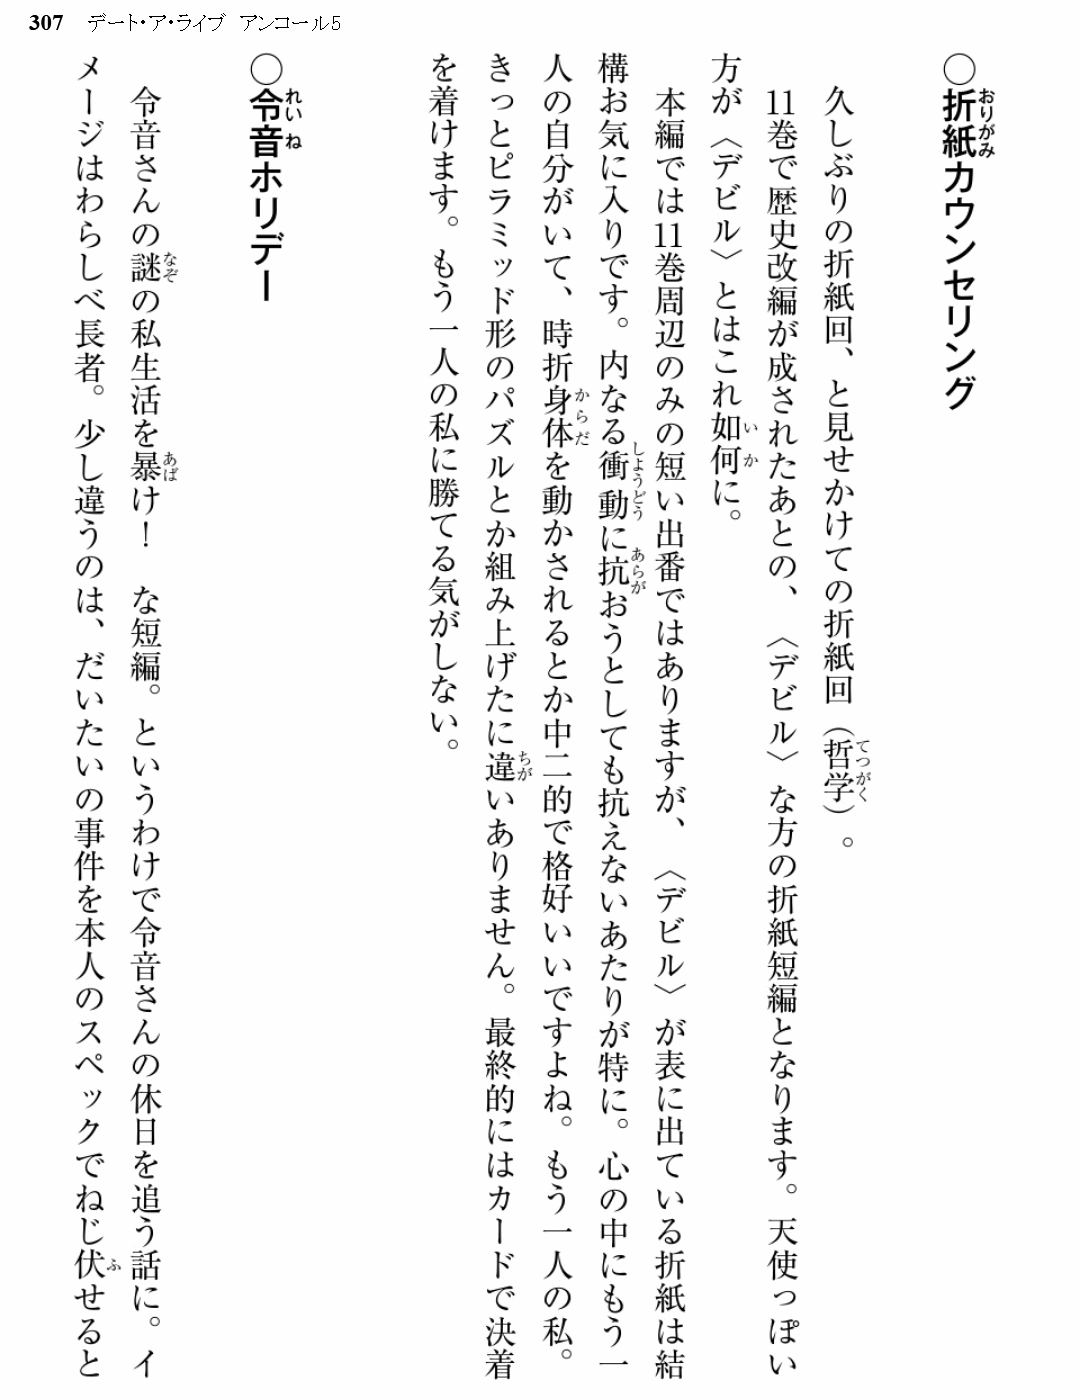 307 デート・ア・ライブ アンコール5
○折紙カウンセリング
久しぶりの折紙回、と見せかけての折紙回（哲学）。
11巻で歴史改編が成されたあとの、〈デビル〉な方の折紙短編となります。天使っぽい
方が〈デビル〉とはこれ如何に。
本編では11巻周辺のみの短い出番ではありますが、〈デビル〉が表に出ている折紙は結
構お気に入りです。内なる衝動に抗おうとしても抗えないあたりが特に。心の中にもう一
人の自分がいて、時折身体を動かされるとか中二的で格好いいですよね。もう一人の私。
きっとピラミッド形のパズルとか組み上げたに違いありません。最終的にはカードで決着
を着けます。もう一人の私に勝てる気がしない。
○令音ホリデー
令音さんの謎の私生活を暴け！　な短編。というわけで令音さんの休日を追う話に。イ
メージはわらしべ長者。少し違うのは、だいたいの事件を本人のスペックでねじ伏せると